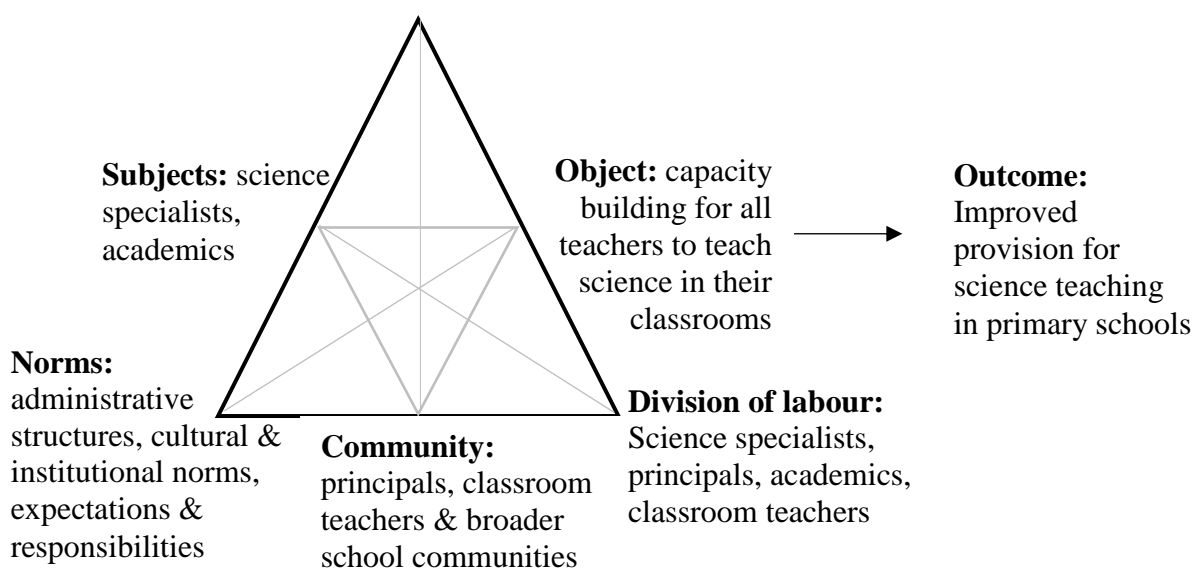 Subjects: science
specialists,
academics
Object: capacity
building for all
teachers to teach
science in their
classrooms
Outcome:
Improved
provision for
science teaching
in primary schools
Norms:
administrative
structures, cultural &
institutional norms,
expectations &
responsibilities
Community:
principals, classroom
teachers & broader
school communities
Division of labour:
Science specialists,
principals, academics,
classroom teachers